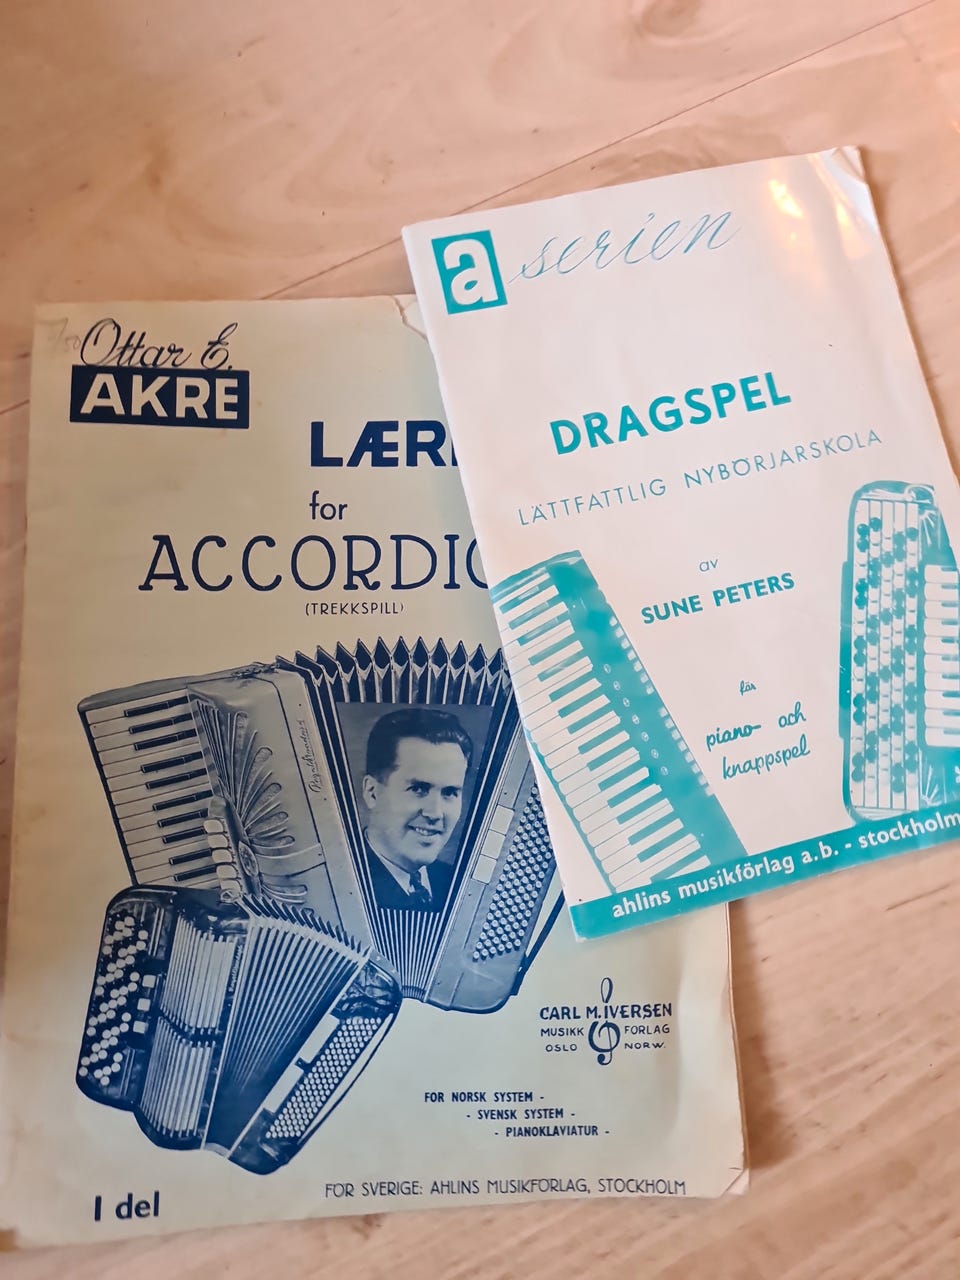 Ottar E.
AKRE
LÆR
for
ACCORDIO
(TREKKSPILL)
CARL M. IVERSEN
MUSIKK FORLAG
OSLO NORW.
FOR NORSK SYSTEM -
- SVENSK SYSTEM -
- PIANOKLAVIATUR -
I del
FÖR SVERIGE: AHLINS MUSIKFÖRLAG, STOCKHOLM
a serien
DRAGSPEL
LÄTTFATTLIG NYBÖRJARSKOLA
av
SUNE PETERS
för
piano- och
knappspel
ahlins musikförlag a.b. - stockholm